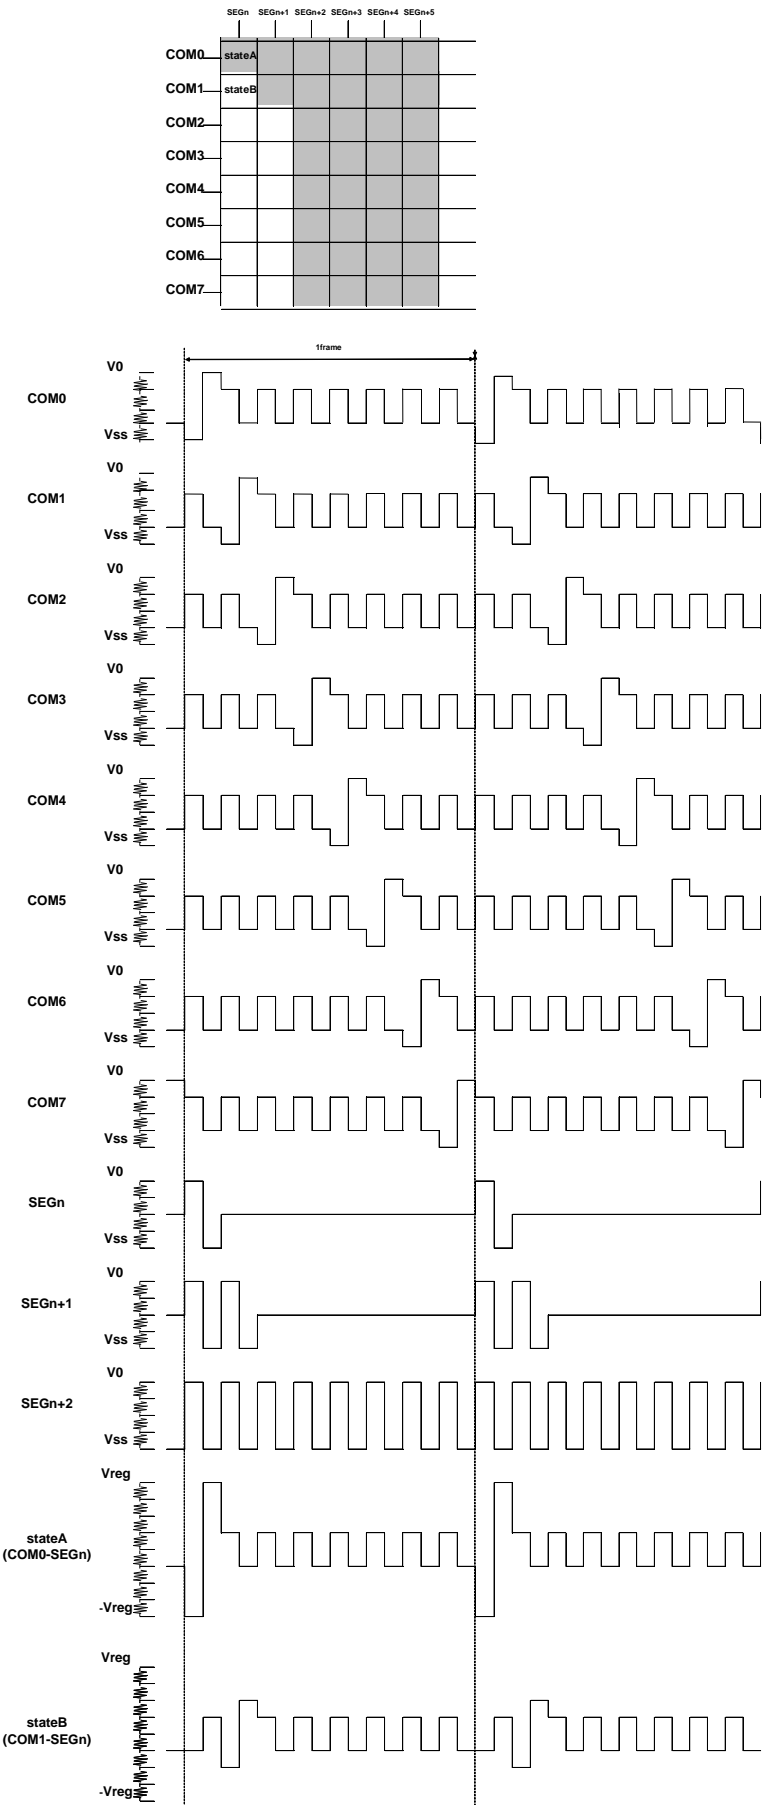 SEGn SEGn+1 SEGn+2 SEGn+3 SEGn+4 SEGn+5
COM0 stateA
COM1 stateB
COM2
COM3
COM4
COM5
COM6
COM7
1frame
V0
COM0
Vss
V0
COM1
Vss
V0
COM2
Vss
V0
COM3
Vss
V0
COM4
Vss
V0
COM5
Vss
V0
COM6
Vss
V0
COM7
Vss
V0
SEGn
Vss
V0
SEGn+1
Vss
V0
SEGn+2
Vss
Vreg
stateA
(COM0-SEGn)
-Vreg
Vreg
stateB
(COM1-SEGn)
-Vreg